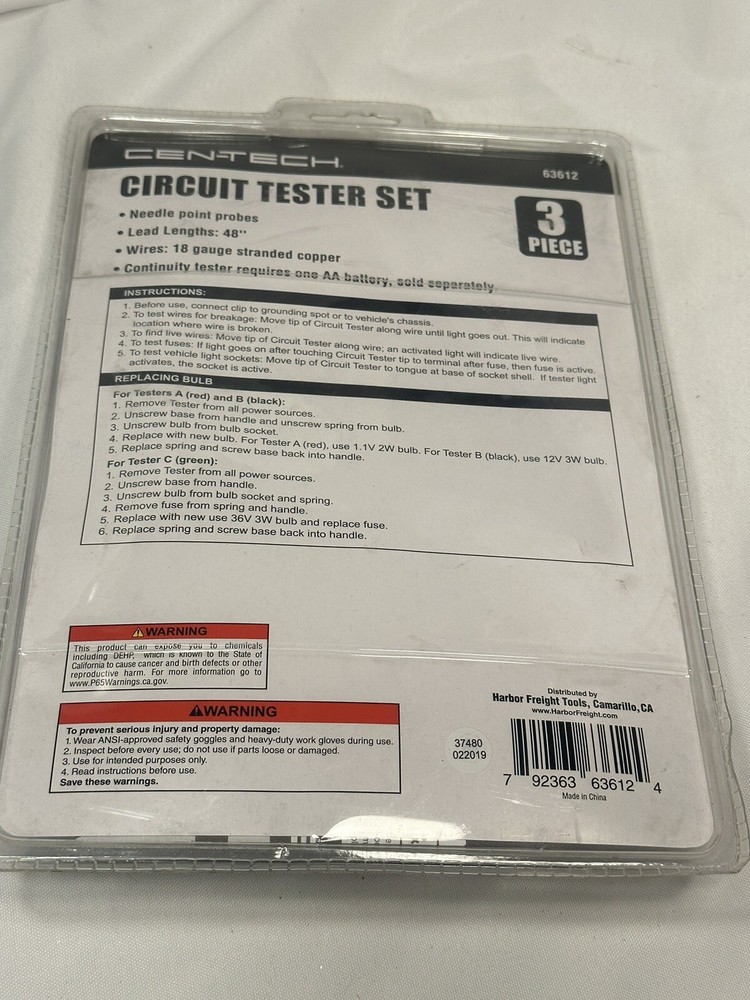 CEN-TECH.
63612
CIRCUIT TESTER SET
3
PIECE
• Needle point probes
• Lead Lengths: 48"
• Wires: 18 gauge stranded copper
• Continuity tester requires one AA battery, sold separately.
INSTRUCTIONS:
1. Before use, connect clip to grounding spot or to vehicle's chassis.
2. To test wires for breakage: Move tip of Circuit Tester along wire until light goes out. This will indicate
location where wire is broken.
3. To find live wires: Move tip of Circuit Tester along wire; an activated light will indicate live wire.
4. To test fuses: If light goes on after touching Circuit Tester tip to terminal after fuse, then fuse is active.
5. To test vehicle light sockets: Move tip of Circuit Tester to tongue at base of socket shell. If tester light
activates, the socket is active.
REPLACING BULB
For Testers A (red) and B (black):
1. Remove Tester from all power sources.
2. Unscrew base from handle and unscrew spring from bulb.
3. Unscrew bulb from bulb socket.
4. Replace with new bulb. For Tester A (red), use 1.1V 2W bulb. For Tester B (black), use 12V 3W bulb.
5. Replace spring and screw base back into handle.
For Tester C (green):
1. Remove Tester from all power sources.
2. Unscrew base from handle.
3. Unscrew bulb from bulb socket and spring.
4. Remove fuse from spring and handle.
5. Replace with new use 36V 3W bulb and replace fuse.
6. Replace spring and screw base back into handle.
WARNING
This product can expose you to chemicals
including DEHP, which is known to the State of
California to cause cancer and birth defects or other
reproductive harm. For more information go to
www.P65Warnings.ca.gov.
WARNING
To prevent serious injury and property damage:
1. Wear ANSI-approved safety goggles and heavy-duty work gloves during use.
2. Inspect before every use; do not use if parts loose or damaged.
3. Use for intended purposes only.
4. Read instructions before use.
Save these warnings.
37480
022019
Distributed by
Harbor Freight Tools, Camarillo, CA
www.HarborFreight.com
7 92363 63612 4
Made in China